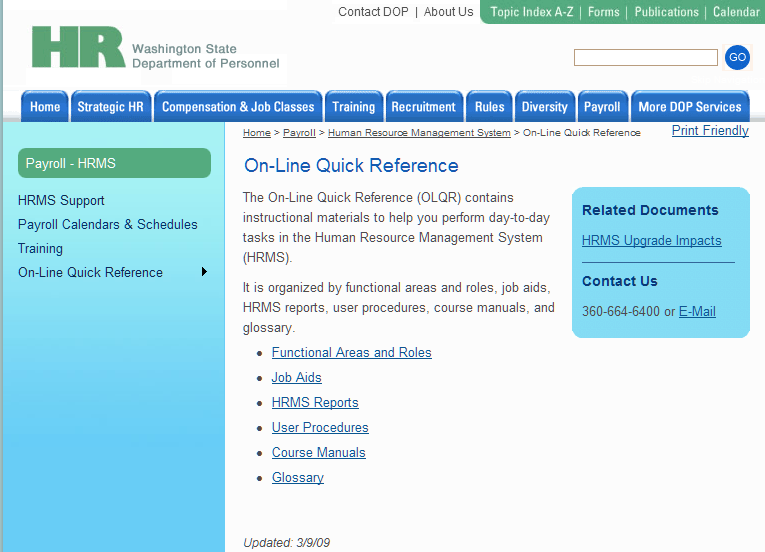 Contact DOP | About Us
Topic Index A-Z | Forms | Publications | Calendar
HR Washington State
Department of Personnel
GO
Home
Strategic HR
Compensation & Job Classes
Training
Recruitment
Rules
Diversity
Payroll
More DOP Services
Home > Payroll > Human Resource Management System > On-Line Quick Reference
Print Friendly
Payroll - HRMS
HRMS Support
Payroll Calendars & Schedules
Training
On-Line Quick Reference
On-Line Quick Reference
The On-Line Quick Reference (OLQR) contains
instructional materials to help you perform day-to-day
tasks in the Human Resource Management System
(HRMS).
It is organized by functional areas and roles, job aids,
HRMS reports, user procedures, course manuals, and
glossary.
• Functional Areas and Roles
• Job Aids
• HRMS Reports
• User Procedures
• Course Manuals
• Glossary
Related Documents
HRMS Upgrade Impacts
Contact Us
360-664-6400 or E-Mail
Updated: 3/9/09